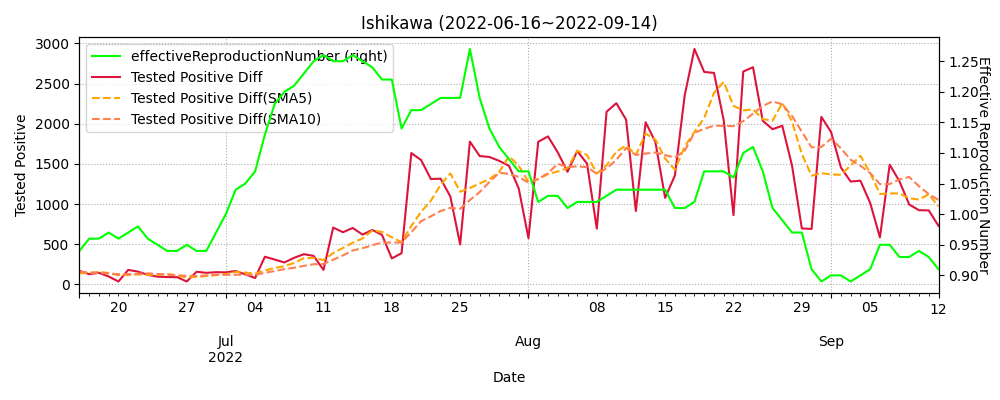 Ishikawa (2022-06-16~2022-09-14)
effectiveReproductionNumber (right)
Tested Positive Diff
Tested Positive Diff(SMA5)
Tested Positive Diff(SMA10)
Tested Positive
3000
2500
2000
1500
1000
500
0
1.25
1.20
1.15
1.10
1.05
1.00
0.95
0.90
Effective Reproduction Number
20 27 04 11 18 25 08 15 22 29 05 12
Jul Aug Sep
2022
Date